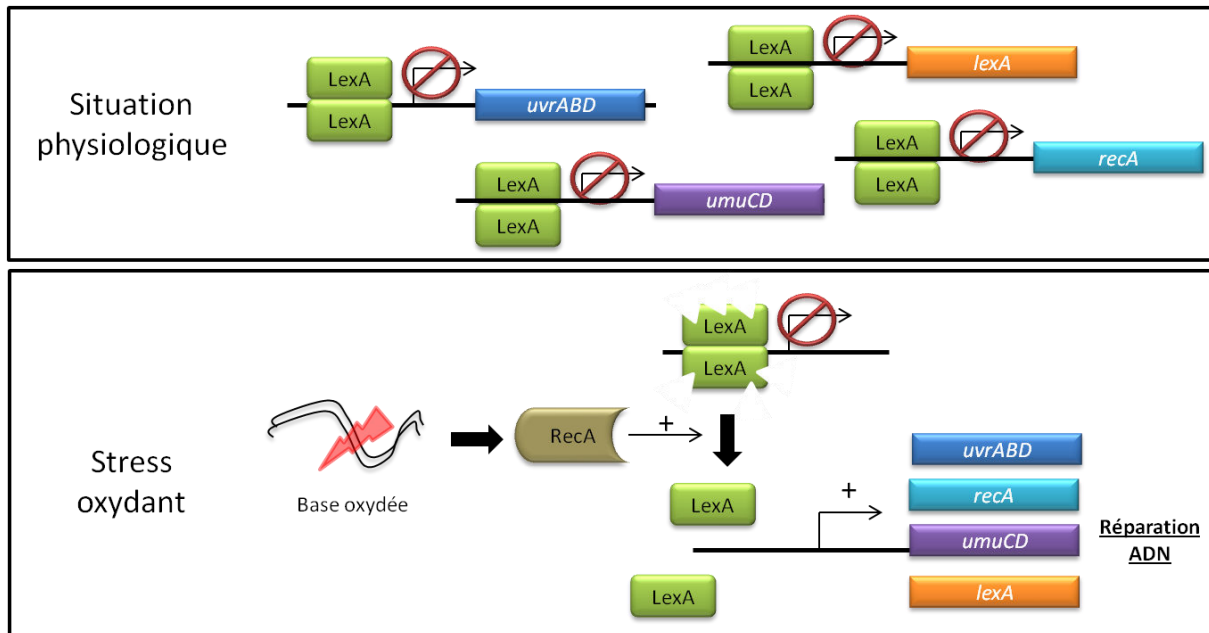 Situation
physiologique
LexA
LexA
uvrABD
LexA
LexA
lexA
LexA
LexA
umuCD
LexA
LexA
recA
Stress
oxydant
Base oxydée
RecA
+
LexA
LexA
LexA
LexA
+
uvrABD
recA
umuCD
lexA
Réparation
ADN